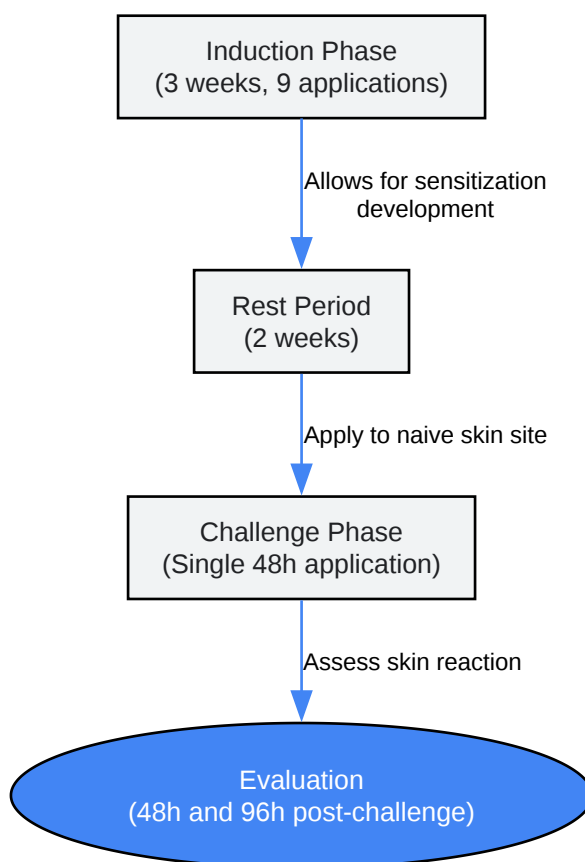 Induction Phase
(3 weeks, 9 applications)
Allows for sensitization
development
Rest Period
(2 weeks)
Apply to naive skin site
Challenge Phase
(Single 48h application)
Assess skin reaction
Evaluation
(48h and 96h post-challenge)